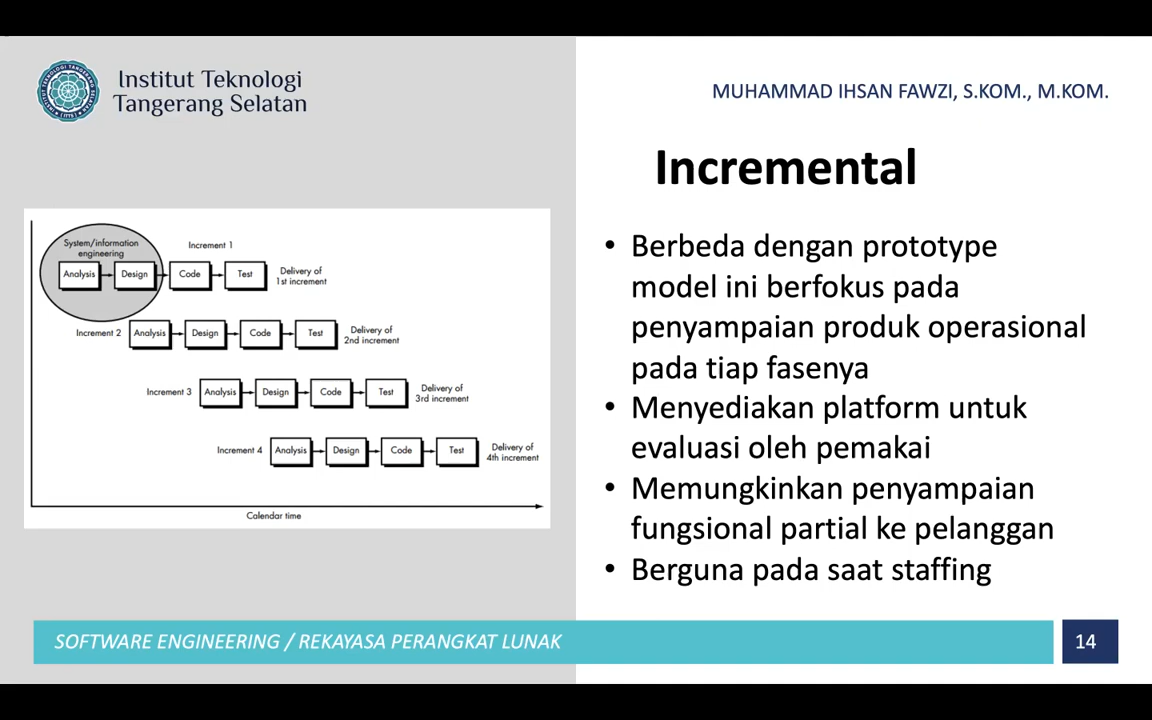 Institut Teknologi
Tangerang Selatan
MUHAMMAD IHSAN FAWZI, S.KOM., M.KOM.
Incremental
System/information
engineering
Increment 1
Analysis
Design
Code
Test
Delivery of
1st increment
Increment 2
Analysis
Design
Code
Test
Delivery of
2nd increment
Increment 3
Analysis
Design
Code
Test
Delivery of
3rd increment
Increment 4
Analysis
Design
Code
Test
Delivery of
4th increment
Calendar time
• Berbeda dengan prototype
model ini berfokus pada
penyampaian produk operasional
pada tiap fasenya
• Menyediakan platform untuk
evaluasi oleh pemakai
• Memungkinkan penyampaian
fungsional partial ke pelanggan
• Berguna pada saat staffing
SOFTWARE ENGINEERING / REKAYASA PERANGKAT LUNAK
14